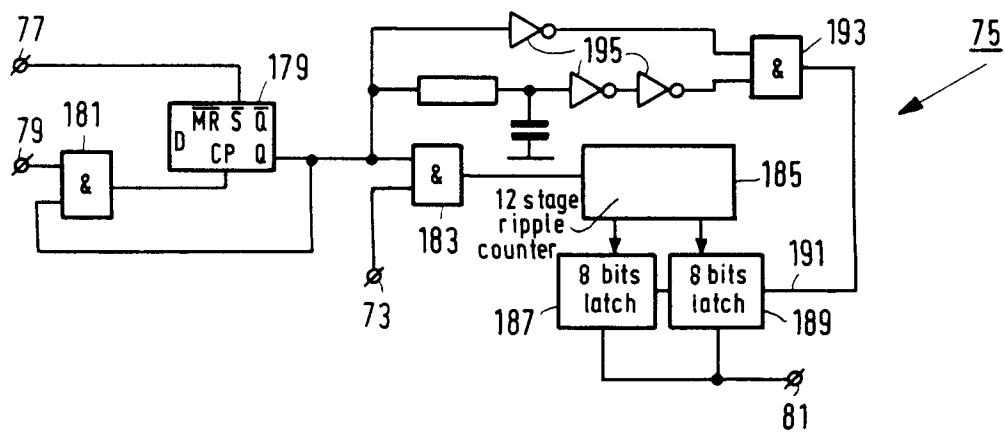 77
179
195
193
75
&
M̅R̅ S̅ Q̅
D
CP Q
79
181
&
&
183
73
12 stage
ripple
counter
185
8 bits
latch
187
8 bits
latch
189
191
81